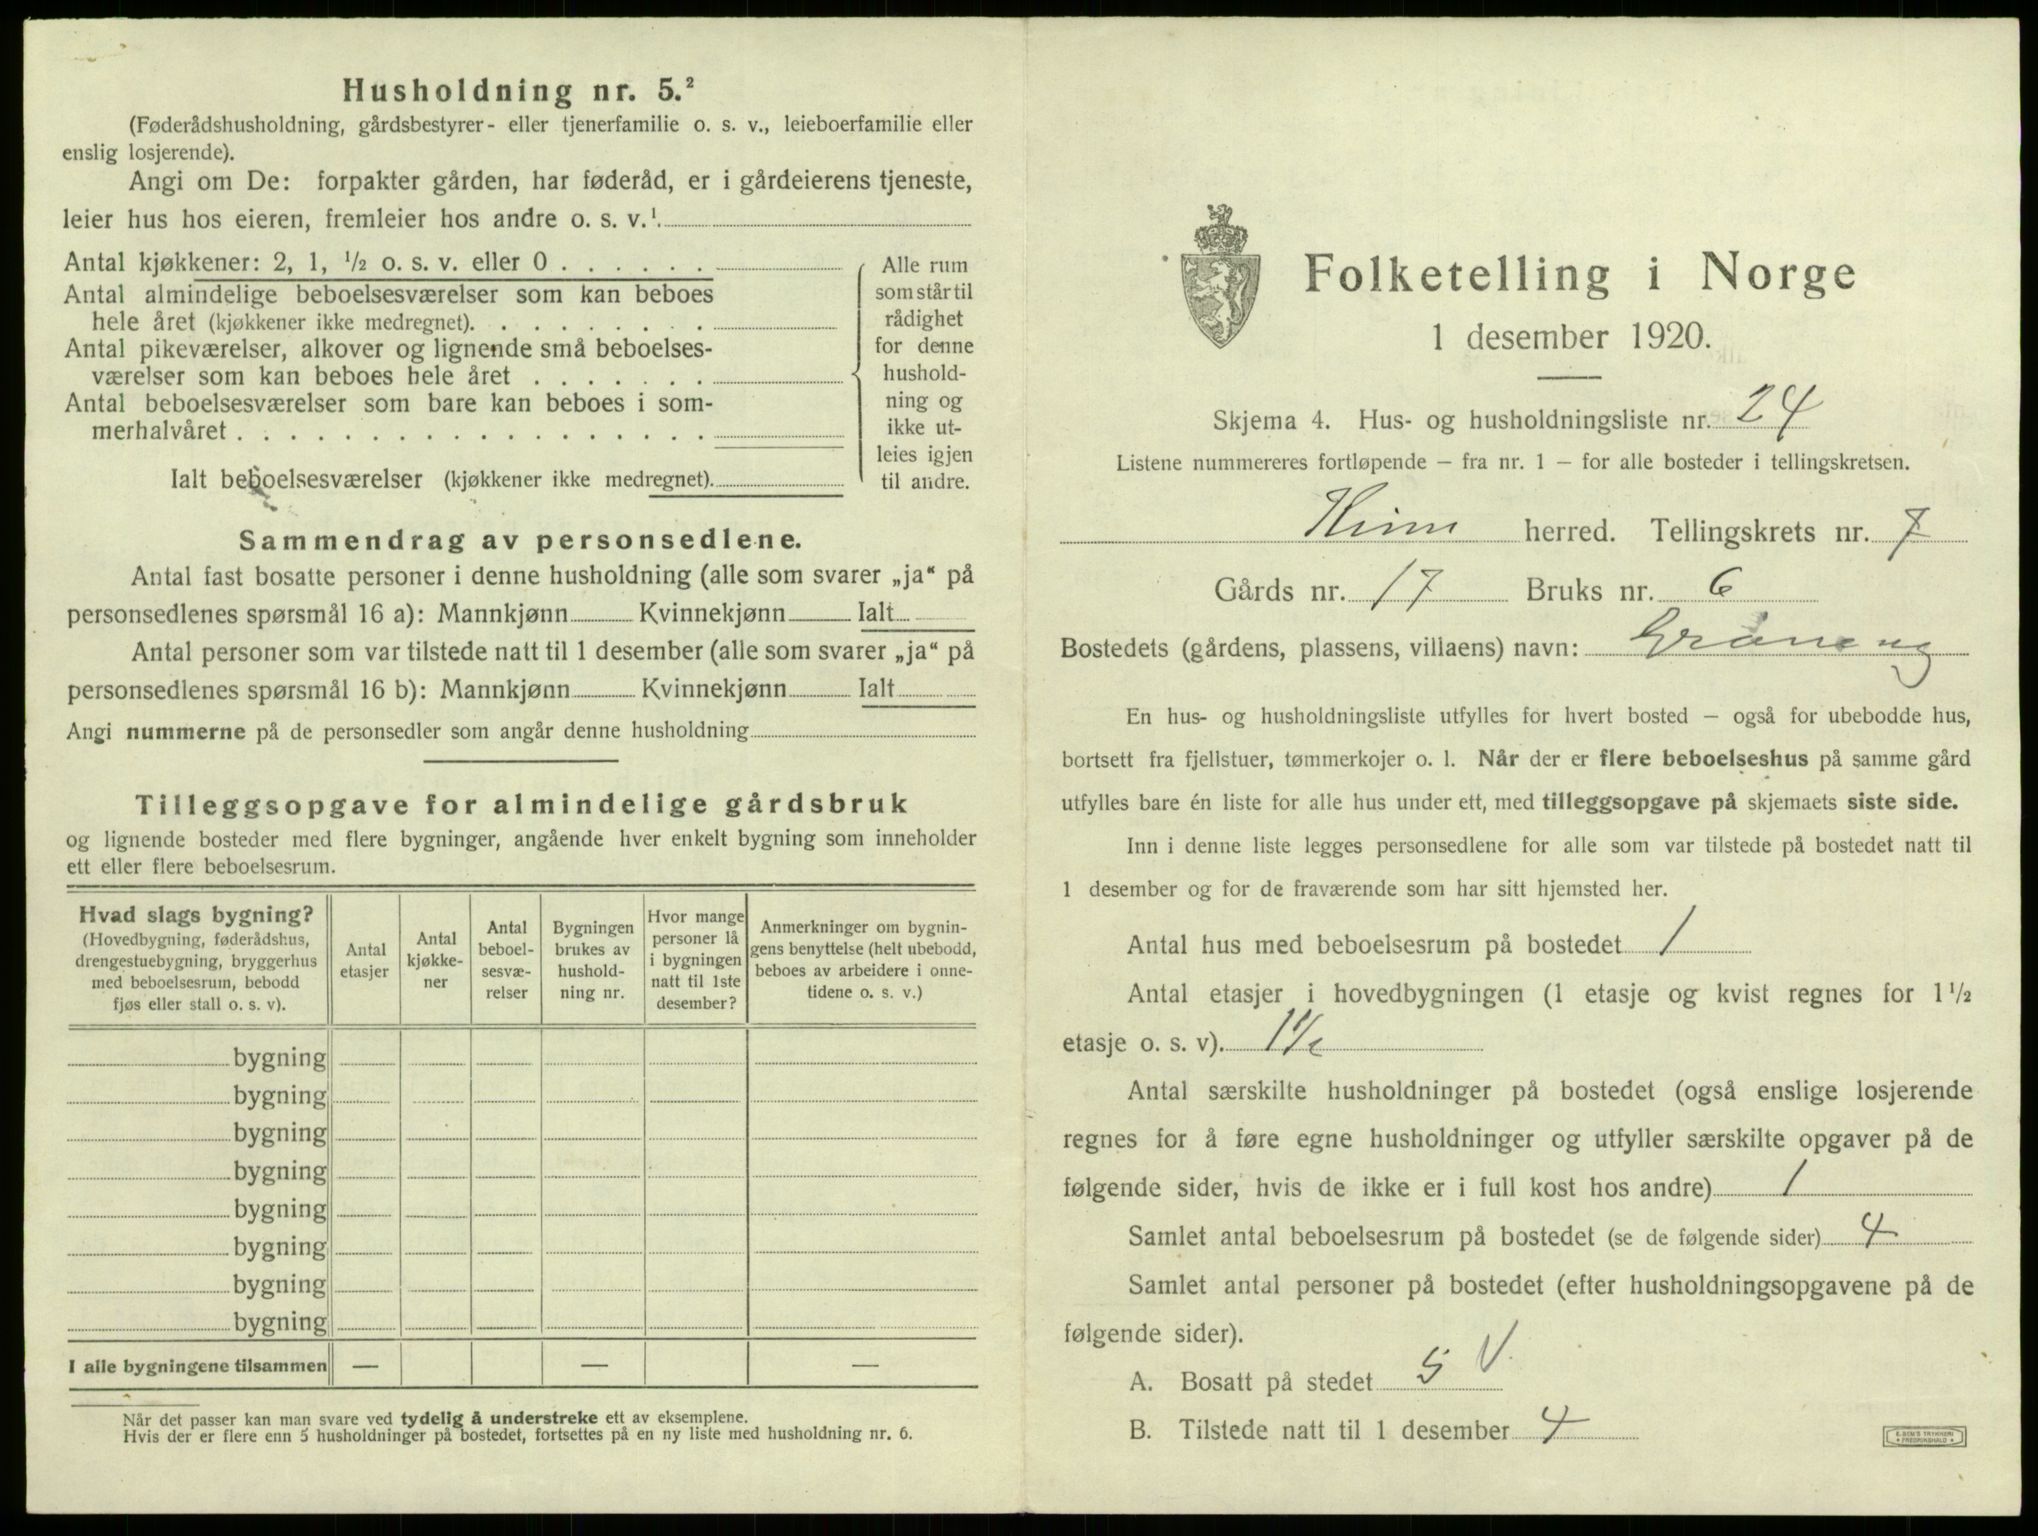 Husholdning nr. 5.²
(Føderådshusholdning, gårdsbestyrer- eller tjenerfamilie o. s. v., leieboerfamilie eller
enslig losjerende).
Angi om De: forpakter gården, har føderåd, er i gårdeierens tjeneste,
leier hus hos eieren, fremleier hos andre o. s. v.¹.
Antal kjøkkener: 2, 1, ½ o. s. v. eller 0 . . . . . .
Antal almindelige beboelsesværelser som kan beboes
hele året (kjøkkener ikke medregnet). . . . . . . . .
Antal pikeværelser, alkover og lignende små beboelses-
værelser som kan beboes hele året . . . . . . .
Antal beboelsesværelser som bare kan beboes i som-
merhalvåret . . . . . . . . . . . . . . . . . .
Ialt beboelsesværelser (kjøkkener ikke medregnet).
Alle rum
som står til
rådighet
for denne
hushold-
ning og
ikke ut-
leies igjen
til andre.
Sammendrag av personsedlene.
Antal fast bosatte personer i denne husholdning (alle som svarer „ja“ på
personsedlenes spørsmål 16 a): Mannkjønn Kvinnekjønn Ialt
Antal personer som var tilstede natt til 1 desember (alle som svarer „ja“ på
personsedlenes spørsmål 16 b): Mannkjønn Kvinnekjønn Ialt
Angi nummerne på de personsedler som angår denne husholdning
Tilleggsopgave for almindelige gårdsbruk
og lignende bosteder med flere bygninger, angående hver enkelt bygning som inneholder
ett eller flere beboelsesrum.
Hvad slags bygning?
(Hovedbygning, føderådshus,
drengestuebygning, bryggerhus
med beboelsesrum, bebodd
fjøs eller stall o. s. v).
Antal
etasjer
Antal
kjøkke-
ner
Antal
beboel-
sesvæ-
relser
Bygningen
brukes av
hushold-
ning nr.
Hvor mange
personer lå
i bygningen
natt til 1ste
desember?
Anmerkninger om bygnin-
gens benyttelse (helt ubebodd,
beboes av arbeidere i onne-
tidene o. s. v.)
bygning
bygning
bygning
bygning
bygning
bygning
bygning
bygning
I alle bygningene tilsammen — — —
Når det passer kan man svare ved tydelig å understreke ett av eksemplene.
Hvis der er flere enn 5 husholdninger på bostedet, fortsettes på en ny liste med husholdning nr. 6.
Folketelling i Norge
1 desember 1920.
Skjema 4. Hus- og husholdningsliste nr. 24
Listene nummereres fortløpende – fra nr. 1 – for alle bosteder i tellingskretsen.
herred. Tellingskrets nr. 7
Gårds nr. 17 Bruks nr. 6
Bostedets (gårdens, plassens, villaens) navn:
En hus- og husholdningsliste utfylles for hvert bosted – også for ubebodde hus,
bortsett fra fjellstuer, tømmerkojer o. l. Når der er flere beboelseshus på samme gård
utfylles bare én liste for alle hus under ett, med tilleggsopgave på skjemaets siste side.
Inn i denne liste legges personsedlene for alle som var tilstede på bostedet natt til
1 desember og for de fraværende som har sitt hjemsted her.
Antal hus med beboelsesrum på bostedet 1
Antal etasjer i hovedbygningen (1 etasje og kvist regnes for 1½
etasje o. s. v). 1½
Antal særskilte husholdninger på bostedet (også enslige losjerende
regnes for å føre egne husholdninger og utfyller særskilte opgaver på de
følgende sider, hvis de ikke er i full kost hos andre) 1
Samlet antal beboelsesrum på bostedet (se de følgende sider) 4
Samlet antal personer på bostedet (efter husholdningsopgavene på de
følgende sider).
A. Bosatt på stedet 5 V.
B. Tilstede natt til 1 desember 4
E. SEM'S TRYKKERI
FREDRIKSHALD